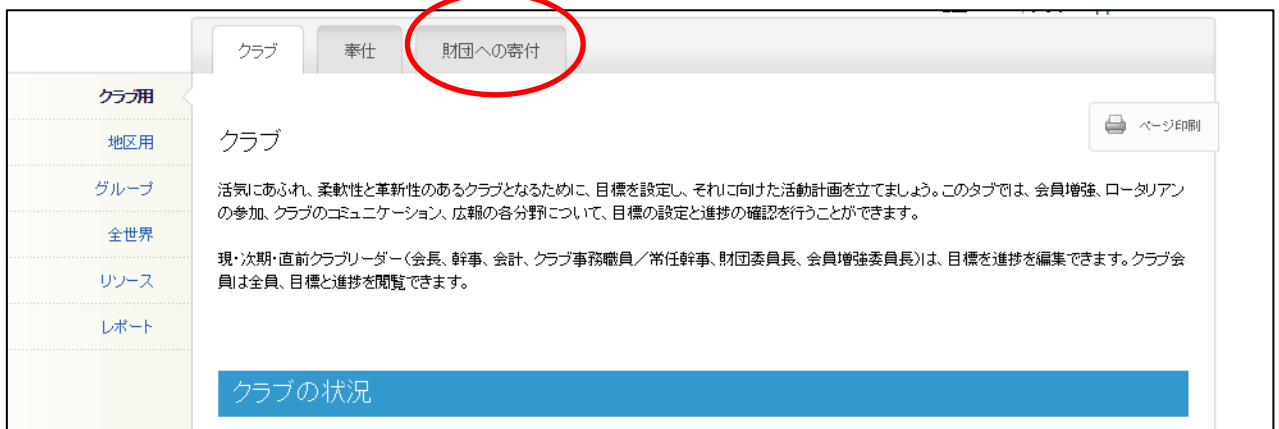 クラブ
奉仕
財団への寄付
クラブ用
地区用
グループ
全世界
リソース
レポート
ページ印刷
クラブ
活気にあふれ、柔軟性と革新性のあるクラブとなるために、目標を設定し、それに向けた活動計画を立てましょう。このタブでは、会員増強、ロータリアン
の参加、クラブのコミュニケーション、広報の各分野について、目標の設定と進捗の確認を行うことができます。
現・次期・直前クラブリーダー（会長、幹事、会計、クラブ事務職員／常任幹事、財団委員長、会員増強委員長）は、目標を進捗を編集できます。クラブ会
員は全員、目標と進捗を閲覧できます。
クラブの状況